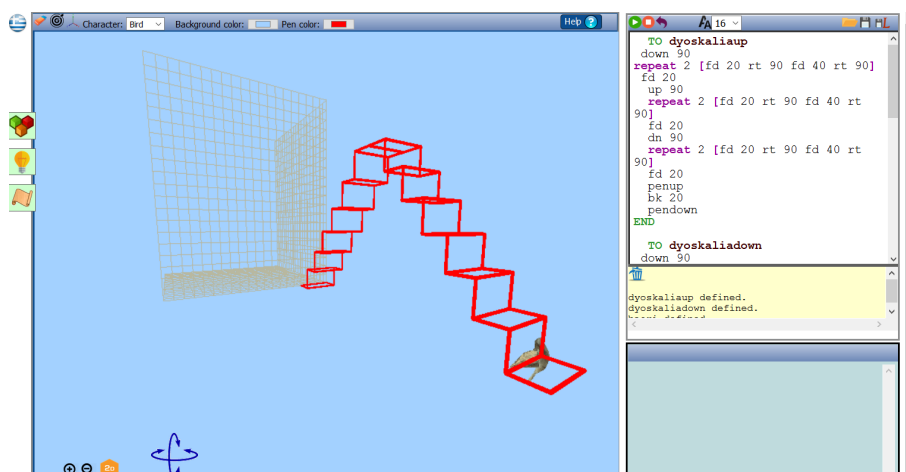 Character: Bird Background color: Pen color: Help ?
16
TO dyoskaliaup
down 90
repeat 2 [fd 20 rt 90 fd 40 rt 90]
fd 20
up 90
repeat 2 [fd 20 rt 90 fd 40 rt
90]
fd 20
dn 90
repeat 2 [fd 20 rt 90 fd 40 rt
90]
fd 20
penup
bk 20
pendown
END
TO dyoskaliadown
down 90
dyoskaliaup defined.
dyoskaliadown defined.